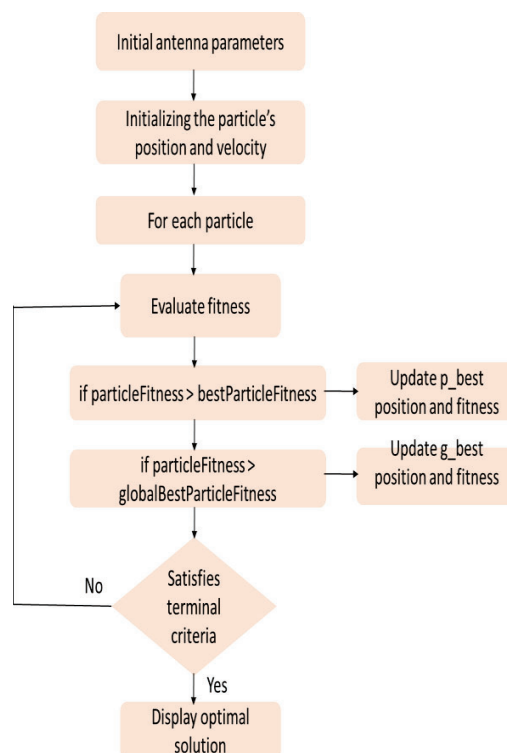 Initial antenna parameters
Initializing the particle's
position and velocity
For each particle
Evaluate fitness
if particleFitness > bestParticleFitness
Update p_best
position and fitness
if particleFitness >
globalBestParticleFitness
Update g_best
position and fitness
Satisfies
terminal
criteria
No
Yes
Display optimal
solution